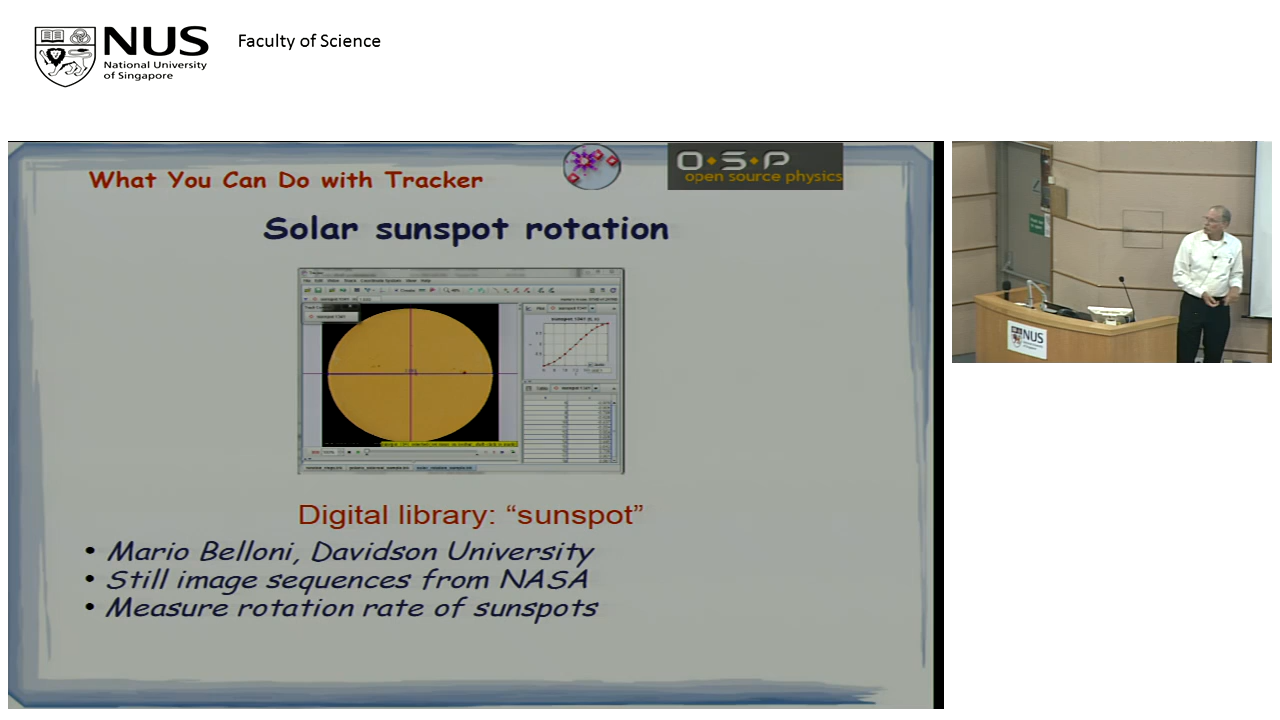 NUS
National University
of Singapore
Faculty of Science
What You Can Do with Tracker
O·S·P
open source physics
Solar sunspot rotation
Digital library: “sunspot”
• Mario Belloni, Davidson University
• Still image sequences from NASA
• Measure rotation rate of sunspots
NUS